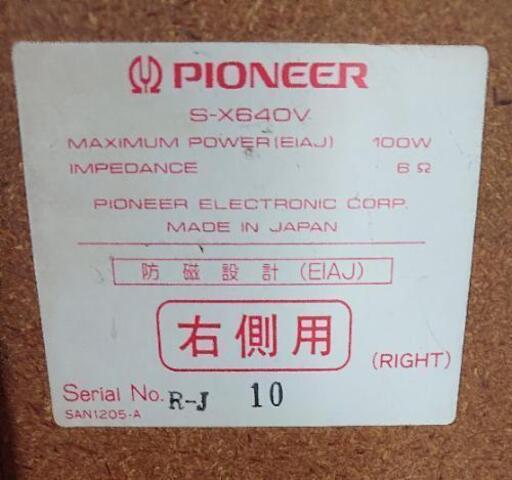 PIONEER
S-X640V
MAXIMUM POWER(EIAJ) 100W
IMPEDANCE 6Ω
PIONEER ELECTRONIC CORP.
MADE IN JAPAN
防磁設計(EIAJ)
右側用
(RIGHT)
Serial No. R-J 10
SAN1205-A